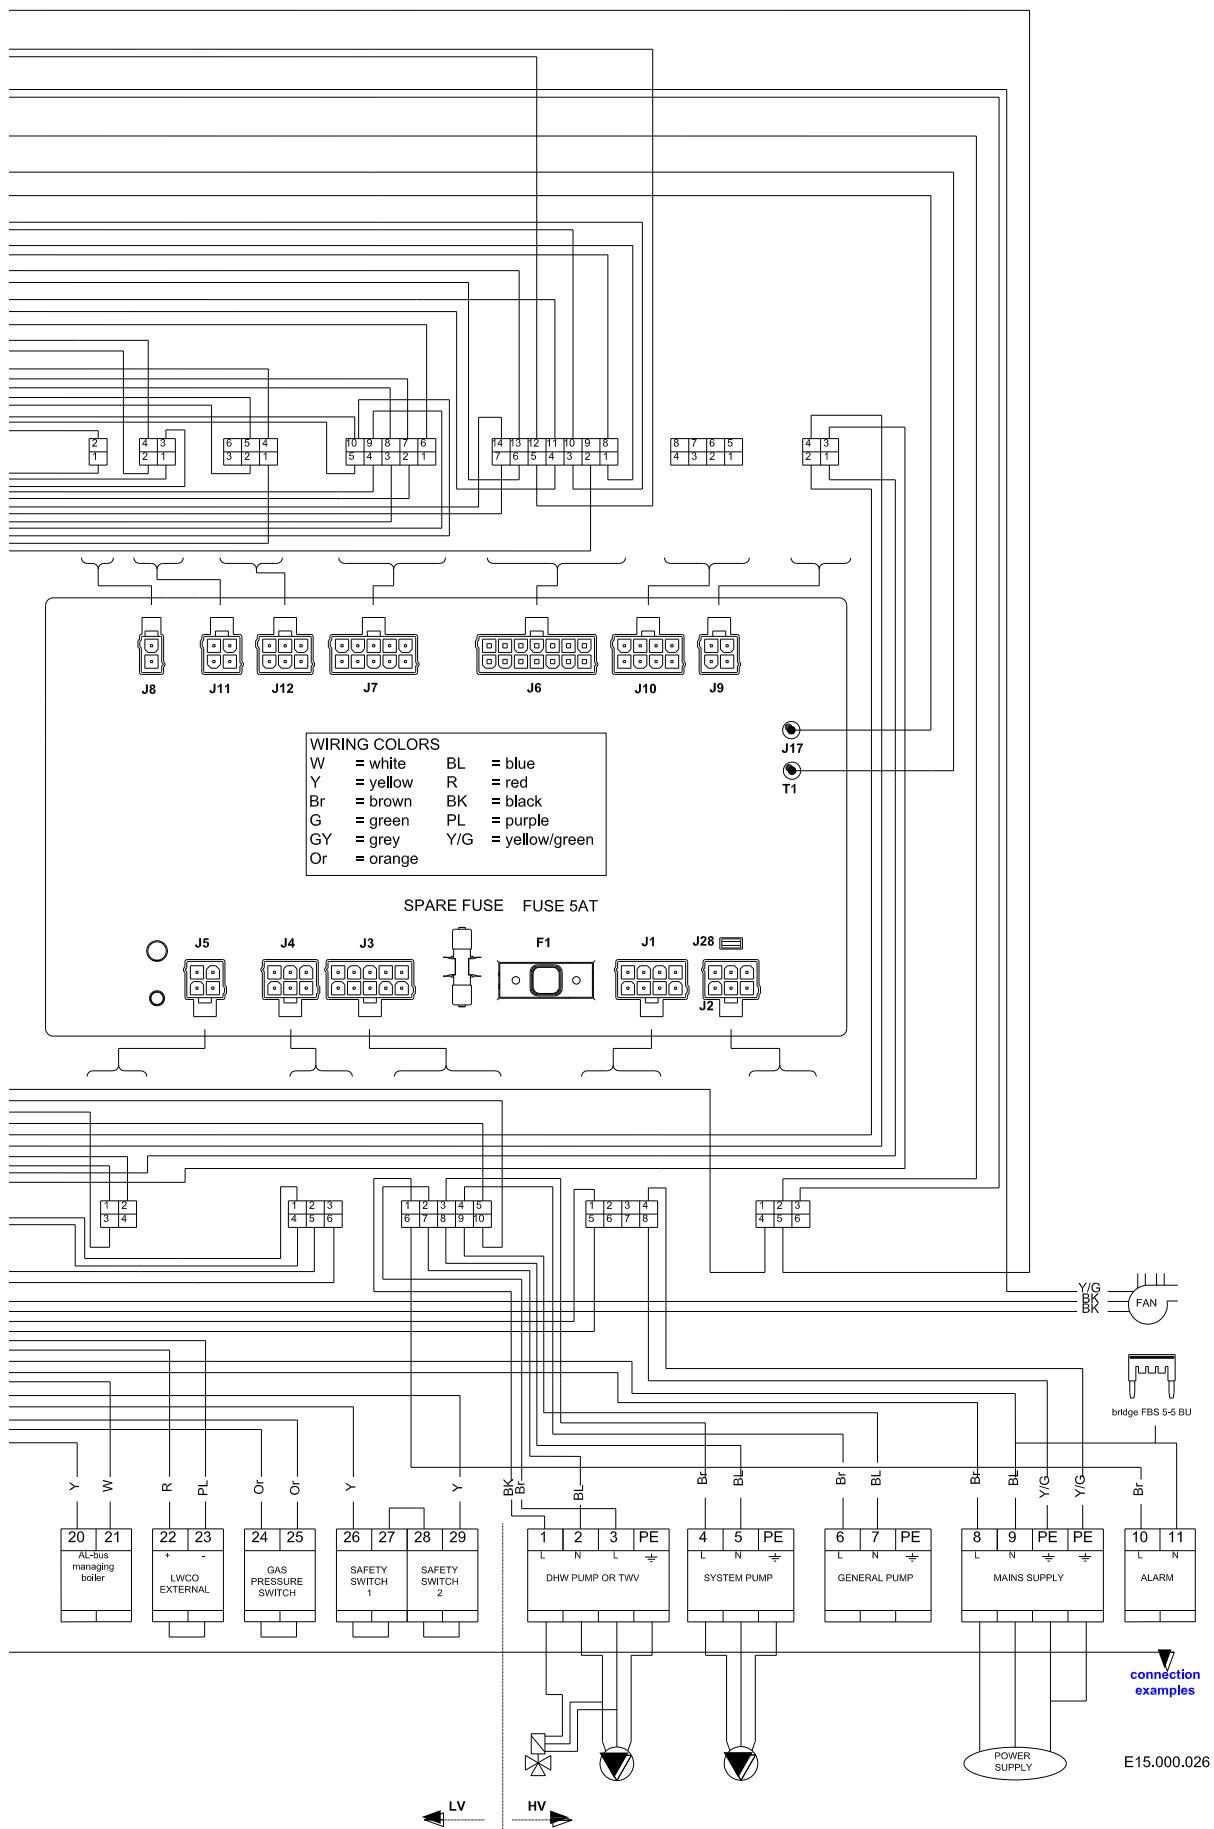 2
4 3
6 5 4
10 9 8 7 6
14 13 12 11 10 9 8
8 7 6 5
4 3
1
2 1
3 2 1
5 4 3 2 1
7 6 5 4 3 2 1
4 3 2 1
2 1
J8
J11
J12
J7
J6
J10
J9
J17
T1
WIRING COLORS
W = white BL = blue
Y = yellow R = red
Br = brown BK = black
G = green PL = purple
GY = grey Y/G = yellow/green
Or = orange
SPARE FUSE FUSE 5AT
J5
J4
J3
F1
J1
J28
J2
1 2
1 2 3
1 2 3 4 5
1 2 3 4
1 2 3
3 4
4 5 6
6 7 8 9 10
5 6 7 8
4 5 6
Y/G
BK
BK
FAN
bridge FBS 5-6 BU
Y
W
R
PL
Or
Or
Y
Y
BK
Br
BL
Br
BL
Br
BL
Br
BL
Y/G
Y/G
Br
20 21
22 23
24 25
26 27 28 29
1 2 3 PE
4 5 PE
6 7 PE
8 9 PE PE
10 11
+ -
L N L
L N
L N
L N
L N
AL-bus
managing
boiler
LWCO
EXTERNAL
GAS
PRESSURE
SWITCH
SAFETY
SWITCH
1
SAFETY
SWITCH
2
DHW PUMP OR TWV
SYSTEM PUMP
GENERAL PUMP
MAINS SUPPLY
ALARM
connection
examples
POWER
SUPPLY
E15.000.026
LV
HV